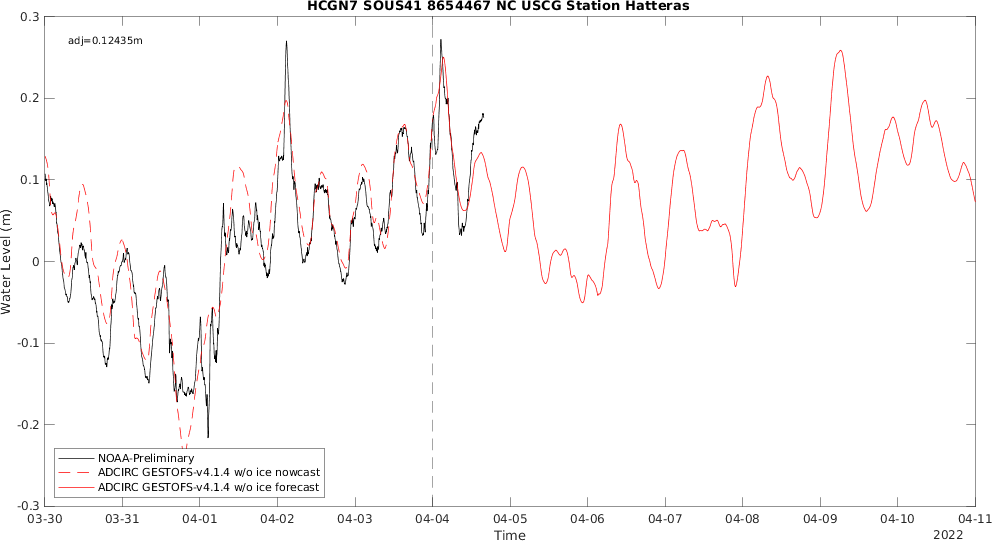 HCGN7 SOUS41 8654467 NC USCG Station Hatteras
adj=0.12435m
0.3
0.2
0.1
0
-0.1
-0.2
-0.3
Water Level (m)
NOAA-Preliminary
ADCIRC GESTOFS-v4.1.4 w/o ice nowcast
ADCIRC GESTOFS-v4.1.4 w/o ice forecast
03-30 03-31 04-01 04-02 04-03 04-04 04-05 04-06 04-07 04-08 04-09 04-10 04-11
Time
2022